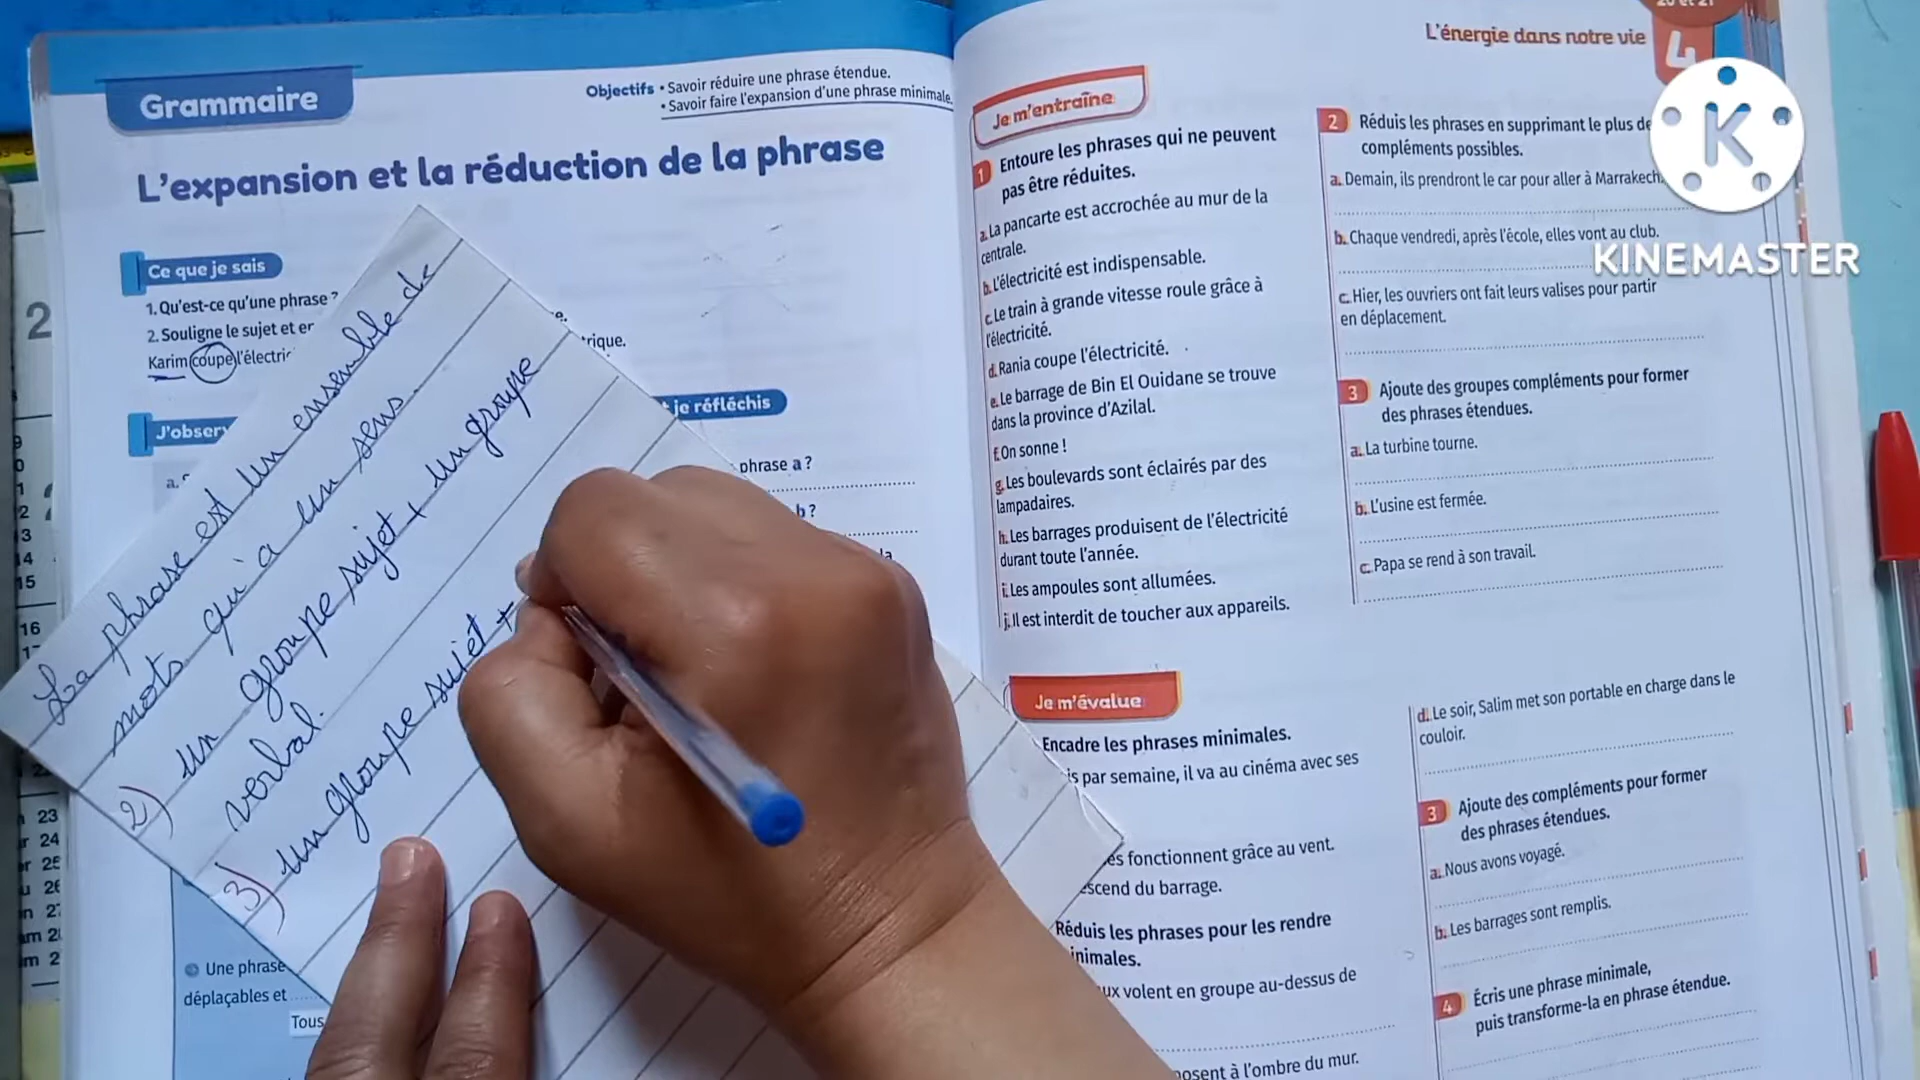 Grammaire
Objectifs • Savoir réduire une phrase étendue.
• Savoir faire l'expansion d'une phrase minimale.
L'expansion et la réduction de la phrase
Ce que je sais
1. Qu'est-ce qu'une phrase ?
2. Souligne le sujet et
Karim coupe l'électric
J'observ
a.
je réfléchis
phrase a ?
b ?
Une phrase
déplaçables et
Tous
La phrase est un ensemble de
mots qui a un sens.
2) un groupe sujet + un groupe
verbal.
3) un groupe sujet +
L'énergie dans notre vie
4
Je m'entraîne
1 Entoure les phrases qui ne peuvent
pas être réduites.
a. La pancarte est accrochée au mur de la
centrale.
b. L'électricité est indispensable.
c. Le train à grande vitesse roule grâce à
l'électricité.
d. Rania coupe l'électricité.
e. Le barrage de Bin El Ouidane se trouve
dans la province d'Azilal.
f. On sonne !
g. Les boulevards sont éclairés par des
lampadaires.
h. Les barrages produisent de l'électricité
durant toute l'année.
i. Les ampoules sont allumées.
j. Il est interdit de toucher aux appareils.
2 Réduis les phrases en supprimant le plus de
compléments possibles.
a. Demain, ils prendront le car pour aller à Marrakech.
b. Chaque vendredi, après l'école, elles vont au club.
c. Hier, les ouvriers ont fait leurs valises pour partir
en déplacement.
3 Ajoute des groupes compléments pour former
des phrases étendues.
a. La turbine tourne.
b. L'usine est fermée.
c. Papa se rend à son travail.
Je m'évalue
Encadre les phrases minimales.
is par semaine, il va au cinéma avec ses
es fonctionnent grâce au vent.
escend du barrage.
Réduis les phrases pour les rendre
inimales.
ux volent en groupe au-dessus de
osent à l'ombre du mur.
d. Le soir, Salim met son portable en charge dans le
couloir.
3 Ajoute des compléments pour former
des phrases étendues.
a. Nous avons voyagé.
b. Les barrages sont remplis.
4 Écris une phrase minimale,
puis transforme-la en phrase étendue.
K
KINEMASTER